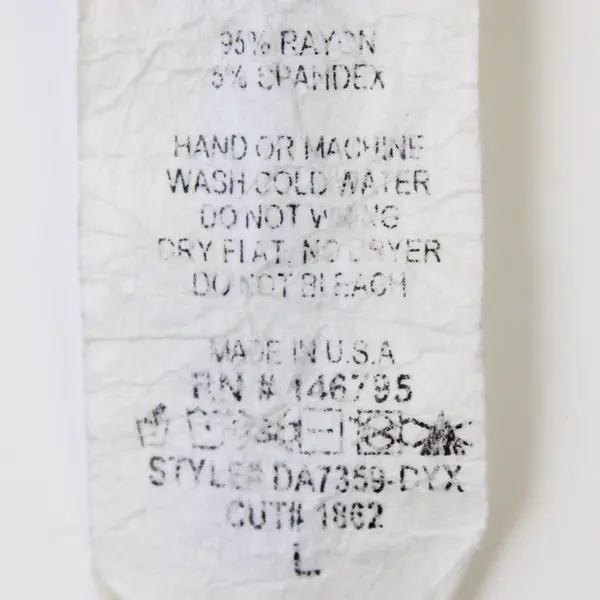 95% RAYON
5% SPANDEX
HAND OR MACHINE
WASH COLD WATER
DO NOT WRING
DRY FLAT. NO DRYER
DO NOT BLEACH
MADE IN U.S.A
RN # 146795
STYLE# DA7359-DYX
CUT# 1862
L